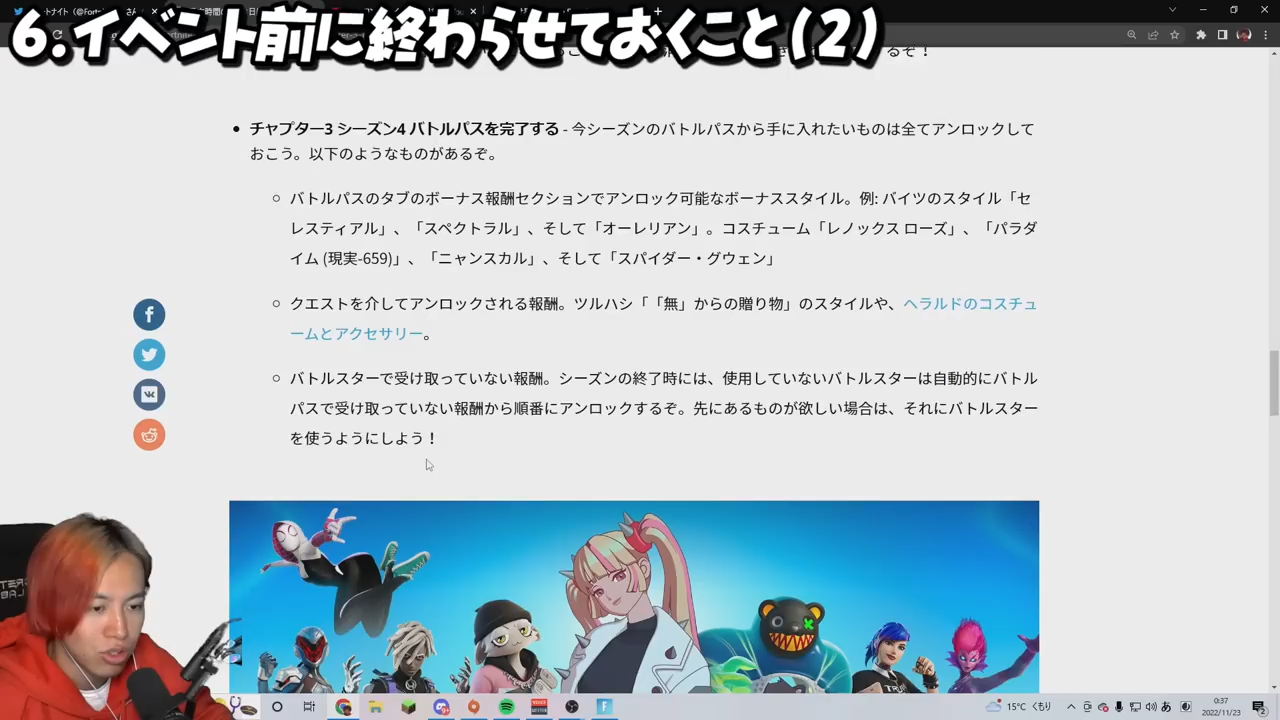 6.イベント前に終わらせておくこと(2)
るぞ！
チャプター3 シーズン4 バトルパスを完了する - 今シーズンのバトルパスから手に入れたいものは全てアンロックして
おこう。以下のようなものがあるぞ。
バトルパスのタブのボーナス報酬セクションでアンロック可能なボーナススタイル。例: バイツのスタイル「セ
レスティアル」、「スペクトラル」、そして「オーレリアン」。コスチューム「レノックス ローズ」、「パラダ
イム (現実-659)」、「ニャンスカル」、そして「スパイダー・グウェン」
クエストを介してアンロックされる報酬。ツルハシ「「無」からの贈り物」のスタイルや、ヘラルドのコスチュ
ームとアクセサリー。
バトルスターで受け取っていない報酬。シーズンの終了時には、使用していないバトルスターは自動的にバトル
パスで受け取っていない報酬から順番にアンロックするぞ。先にあるものが欲しい場合は、それにバトルスター
を使うようにしよう！
15℃ くもり
0:37
2022/11/23